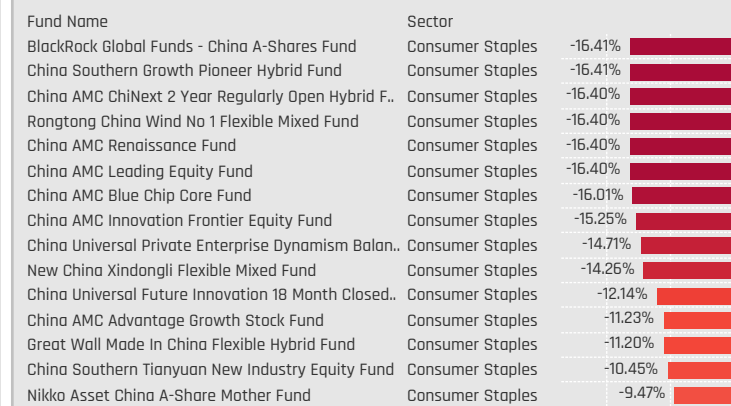 Fund Name Sector
BlackRock Global Funds - China A-Shares Fund Consumer Staples -16.41%
China Southern Growth Pioneer Hybrid Fund Consumer Staples -16.41%
China AMC ChiNext 2 Year Regularly Open Hybrid F.. Consumer Staples -16.40%
Rongtong China Wind No 1 Flexible Mixed Fund Consumer Staples -16.40%
China AMC Renaissance Fund Consumer Staples -16.40%
China AMC Leading Equity Fund Consumer Staples -16.40%
China AMC Blue Chip Core Fund Consumer Staples -16.01%
China AMC Innovation Frontier Equity Fund Consumer Staples -15.25%
China Universal Private Enterprise Dynamism Balan.. Consumer Staples -14.71%
New China Xindongli Flexible Mixed Fund Consumer Staples -14.26%
China Universal Future Innovation 18 Month Closed.. Consumer Staples -12.14%
China AMC Advantage Growth Stock Fund Consumer Staples -11.23%
Great Wall Made In China Flexible Hybrid Fund Consumer Staples -11.20%
China Southern Tianyuan New Industry Equity Fund Consumer Staples -10.45%
Nikko Asset China A-Share Mother Fund Consumer Staples -9.47%